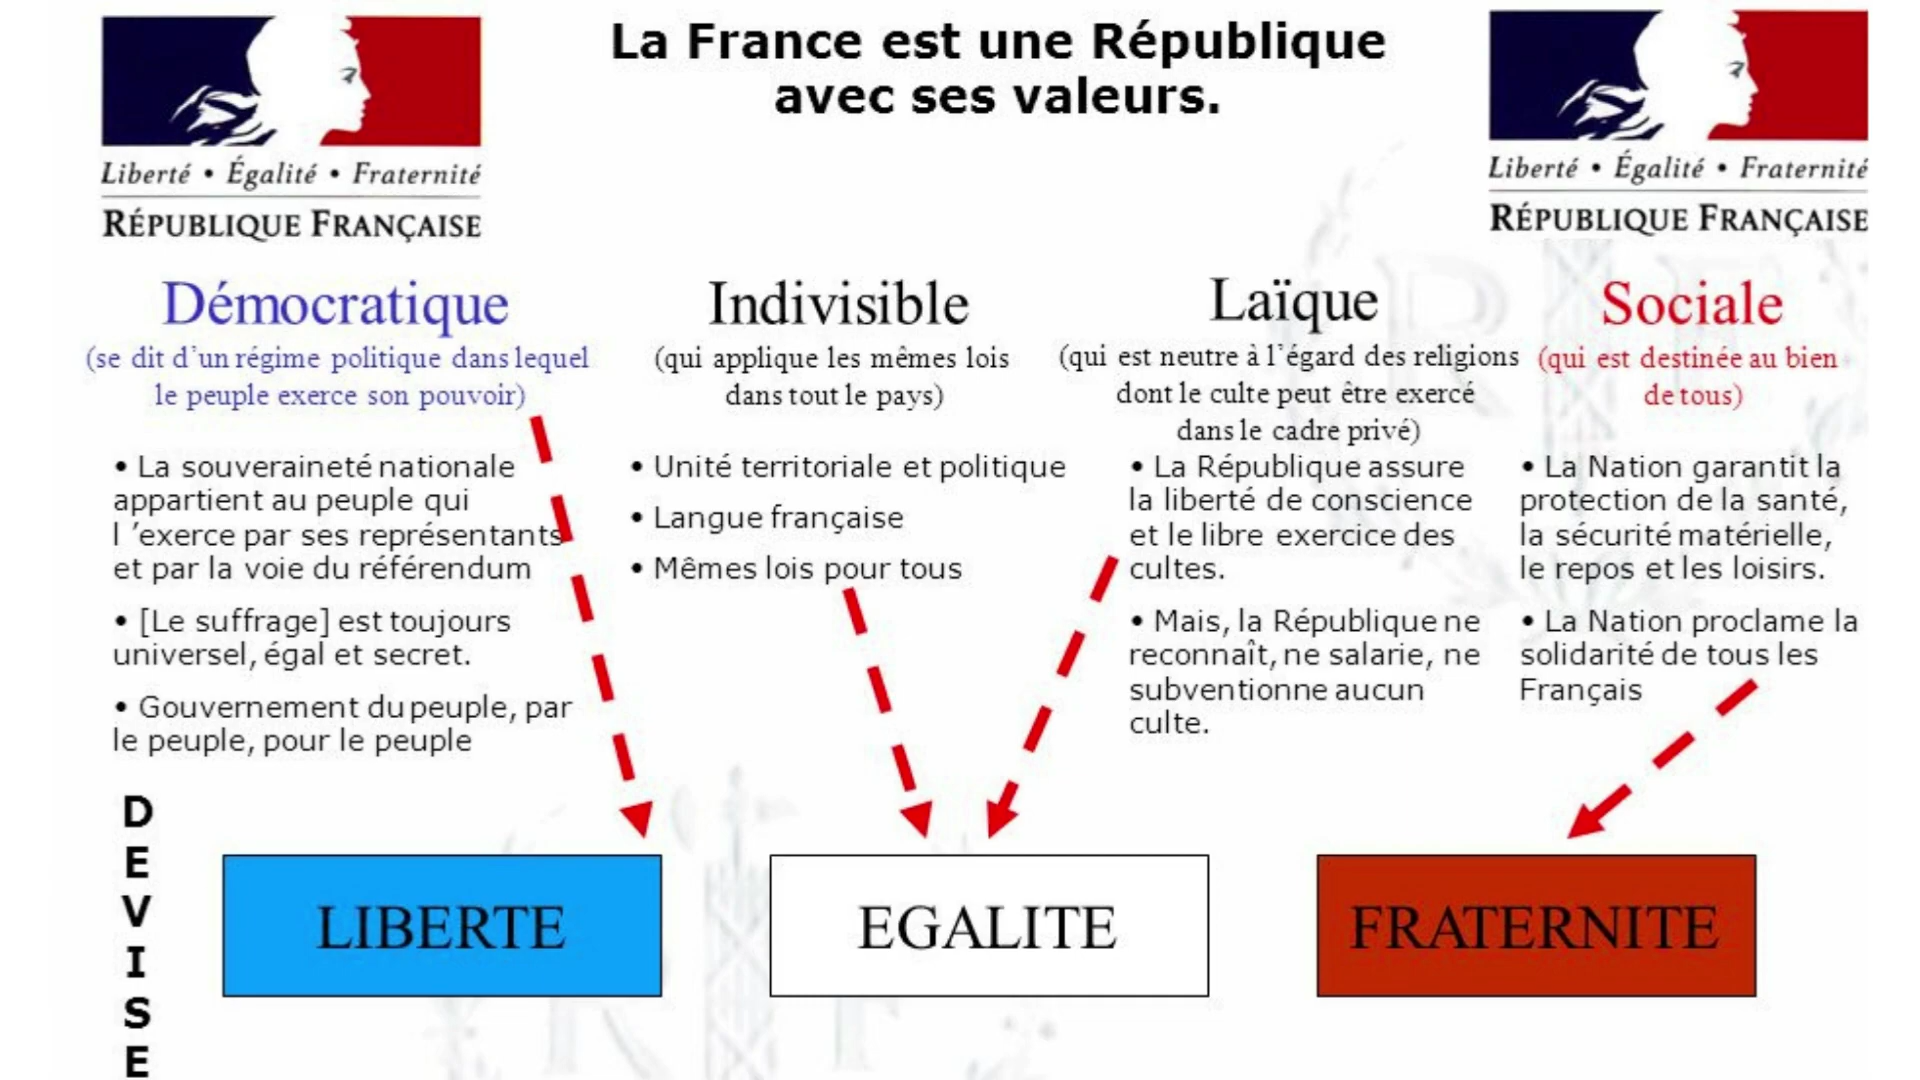 La France est une République
avec ses valeurs.
Liberté • Égalité • Fraternité
RÉPUBLIQUE FRANÇAISE
Liberté • Égalité • Fraternité
RÉPUBLIQUE FRANÇAISE
Démocratique
(se dit d'un régime politique dans lequel
le peuple exerce son pouvoir)
• La souveraineté nationale
appartient au peuple qui
l 'exerce par ses représentants
et par la voie du référendum
• [Le suffrage] est toujours
universel, égal et secret.
• Gouvernement du peuple, par
le peuple, pour le peuple
Indivisible
(qui applique les mêmes lois
dans tout le pays)
• Unité territoriale et politique
• Langue française
• Mêmes lois pour tous
Laïque
(qui est neutre à l'égard des religions
dont le culte peut être exercé
dans le cadre privé)
• La République assure
la liberté de conscience
et le libre exercice des
cultes.
• Mais, la République ne
reconnaît, ne salarie, ne
subventionne aucun
culte.
Sociale
(qui est destinée au bien
de tous)
• La Nation garantit la
protection de la santé,
la sécurité matérielle,
le repos et les loisirs.
• La Nation proclame la
solidarité de tous les
Français
DEVISE
LIBERTE
EGALITE
FRATERNITE
R F
R F